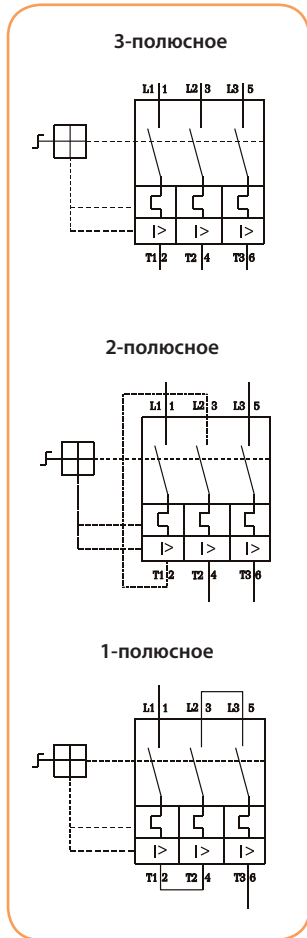 3-полюсное
L1 1 L2 3 L3 5
I> I> I>
T1 2 T2 4 T3 6
2-полюсное
L1 1 L2 3 L3 5
I> I> I>
T1 2 T2 4 T3 6
1-полюсное
L1 1 L2 3 L3 5
I> I> I>
T1 2 T2 4 T3 6